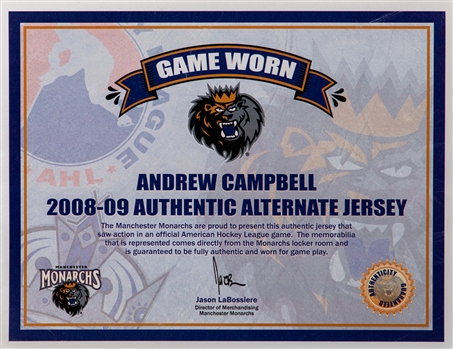 GAME WORN
ANDREW CAMPBELL
2008-09 AUTHENTIC ALTERNATE JERSEY
The Manchester Monarchs are proud to present this authentic jersey that
saw action in an official American Hockey League game. The memorabilia
that is represented comes directly from the Monarchs locker room and
is guaranteed to be fully authentic and worn for game play.
Jason LaBossiere
Director of Merchandising
Manchester Monarchs
MANCHESTER
MONARCHS
AUTHENTICITY
GUARANTEED
LEAGUE
AHL